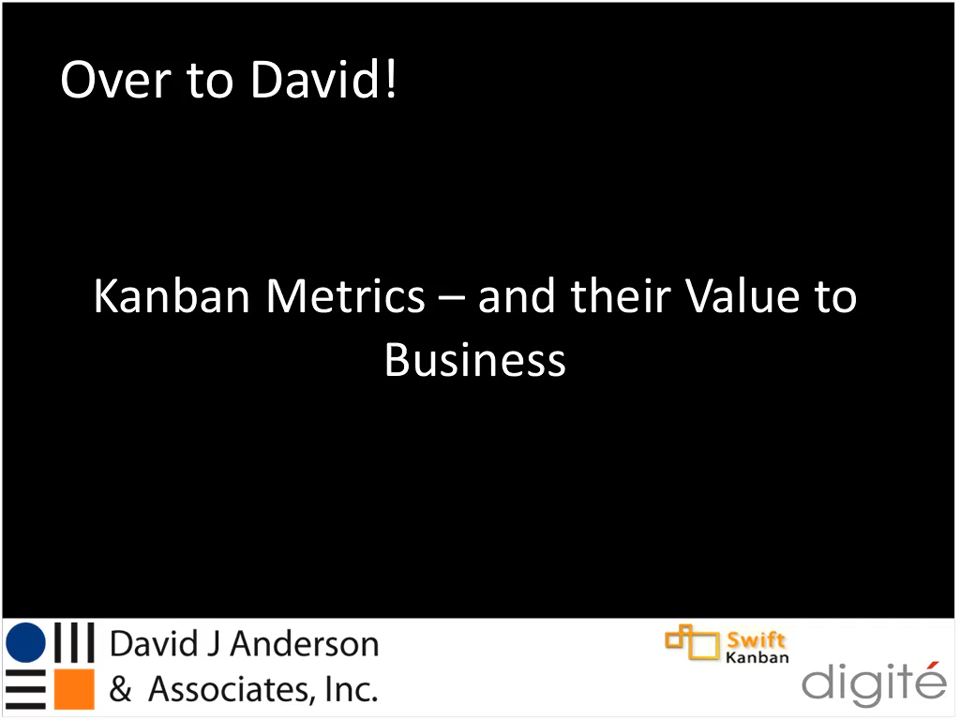 Over to David!
Kanban Metrics – and their Value to
Business
David J Anderson
& Associates, Inc.
Swift
Kanban
digité